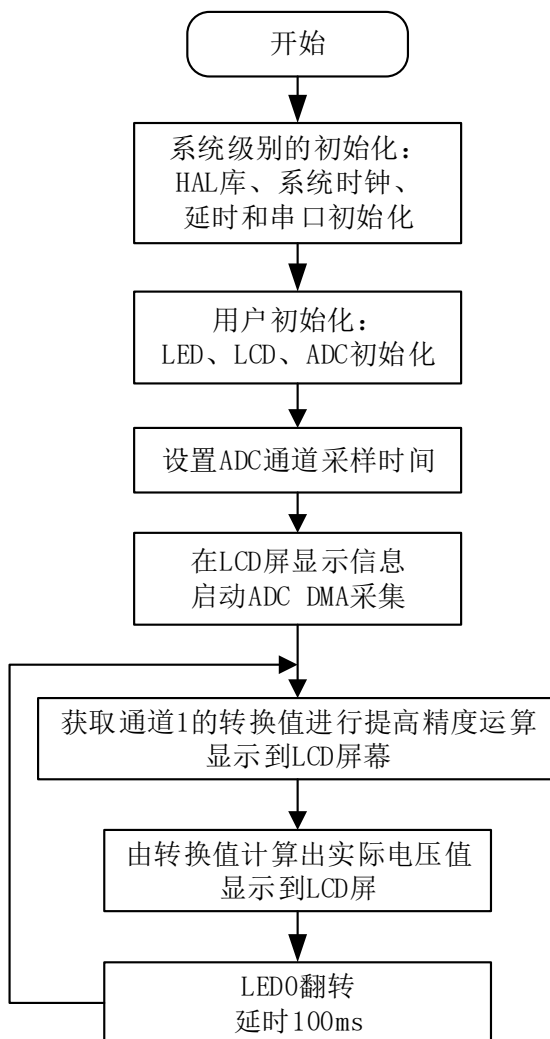 开始
系统级别的初始化：
HAL库、系统时钟、
延时和串口初始化
用户初始化：
LED、LCD、ADC初始化
设置ADC通道采样时间
在LCD屏显示信息
启动ADC DMA采集
获取通道1的转换值进行提高精度运算
显示到LCD屏幕
由转换值计算出实际电压值
显示到LCD屏
LED0翻转
延时100ms